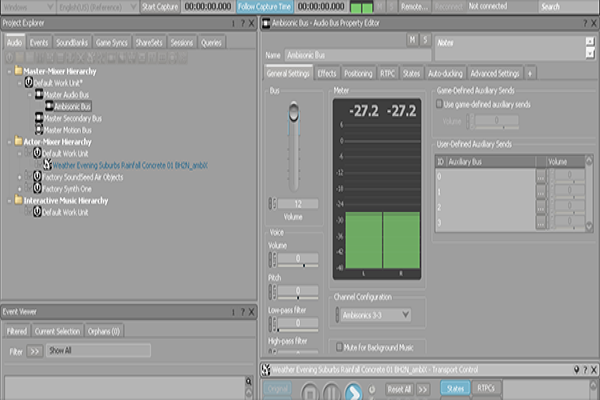 Windows English(US) (Reference) Start Capture 00:00:00.000 Follow Capture Time 00:00:00.000 M S Remote... Not connected Search
Project Explorer
Audio Events SoundBanks Game Syncs ShareSets Sessions Queries
Master-Mixer Hierarchy
Default Work Unit*
Master Audio Bus
Ambisonic Bus
Master Secondary Bus
Master Motion Bus
Actor-Mixer Hierarchy
Default Work Unit
Weather Evening Suburbs Rainfall Concrete 01 BH2N_ambiX
Factory SoundSeed Air Objects
Factory Synth One
Interactive Music Hierarchy
Default Work Unit
Event Viewer
Filtered Current Selection Orphans (0)
Filter >> Show All
Ambisonic Bus - Audio Bus Property Editor
M S
Name Ambisonic Bus
Notes
General Settings Effects Positioning RTPC States Auto-ducking Advanced Settings +
Bus
12
Volume
Voice
Volume
0
Pitch
0
Low-pass filter
0
High-pass filter
Meter
-27.2 -27.2
6
0
-6
-12
-18
-24
-30
-36
-42
-48
L R
Channel Configuration
Ambisonics 3-3
Mute for Background Music
Game-Defined Auxiliary Sends
Use game-defined auxiliary sends
Volume 0
User-Defined Auxiliary Sends
ID Auxiliary Bus Volume
0 ... 0
1 ... 0
2 ... 0
3 ... 0
Weather Evening Suburbs Rainfall Concrete 01 BH2N_ambiX - Transport Control
Original Reset All >> States RTPCs